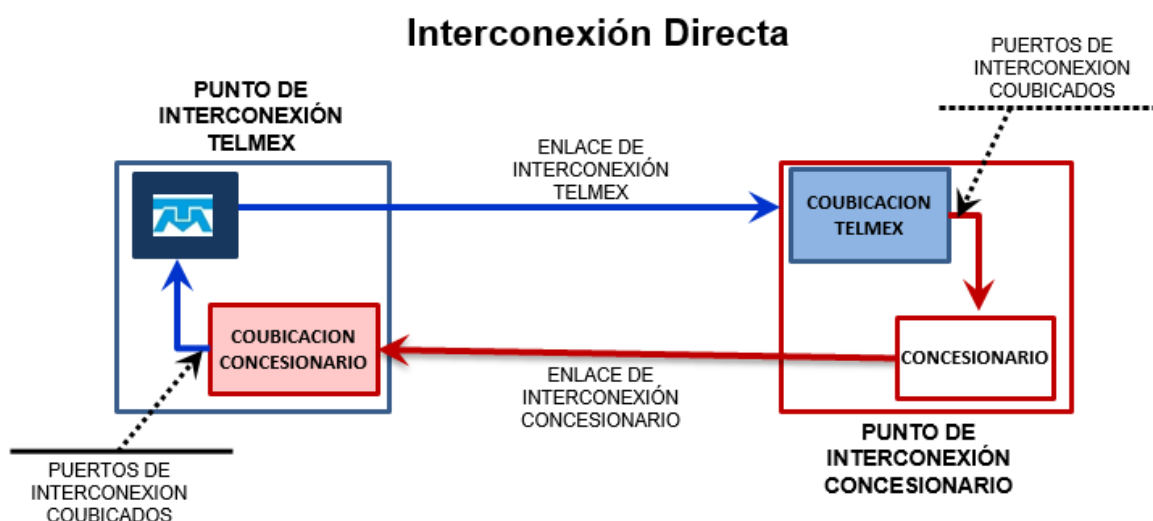 Interconexión Directa
PUERTOS DE
INTERCONEXION
COUBICADOS
PUNTO DE
INTERCONEXIÓN
TELMEX
ENLACE DE
INTERCONEXIÓN
TELMEX
COUBICACION
TELMEX
COUBICACION
CONCESIONARIO
CONCESIONARIO
ENLACE DE
INTERCONEXIÓN
CONCESIONARIO
PUNTO DE
INTERCONEXIÓN
CONCESIONARIO
PUERTOS DE
INTERCONEXION
COUBICADOS